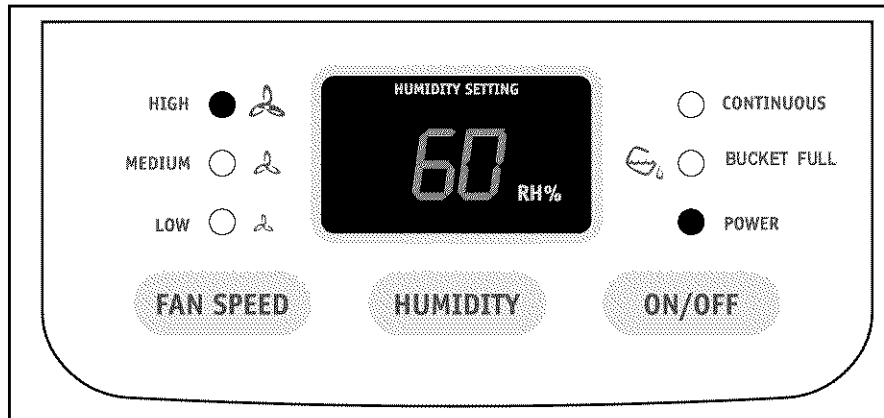 HUMIDITY SETTING
HIGH
60
RH%
CONTINUOUS
MEDIUM
BUCKET FULL
LOW
POWER
FAN SPEED
HUMIDITY
ON/OFF